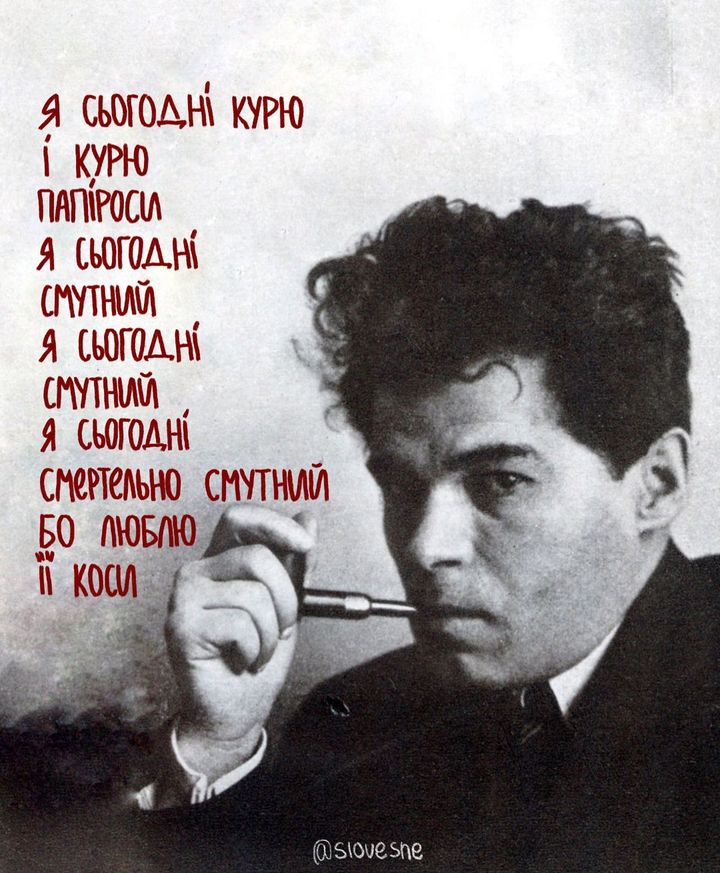 я сьогодні курю
і курю
папіроси
я сьогодні
смутний
я сьогодні
смутний
я сьогодні
смертельно смутний
бо люблю
її коси
@slovesne